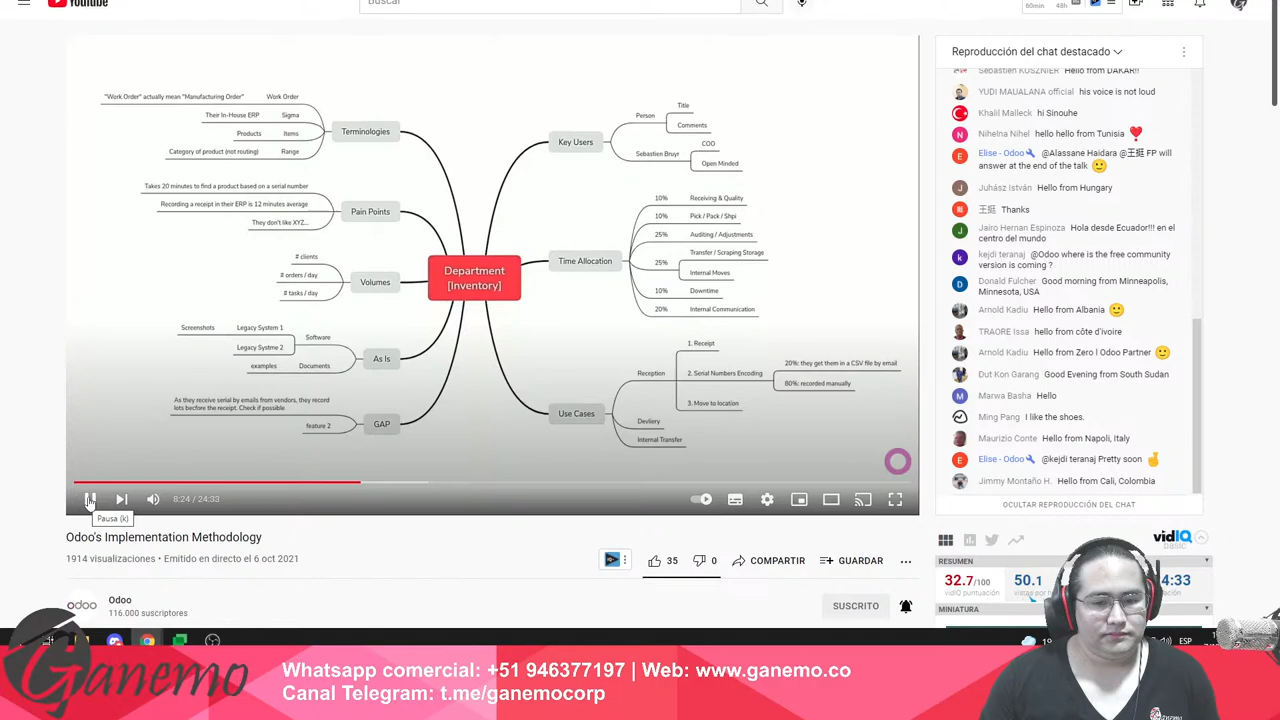 YouTube
Buscar
60min 48h
"Work Order" actually mean "Manufacturing Order" Work Order
Their In-House ERP Sigma
Products Items
Category of product (not routing) Range
Terminologies
Takes 20 minutes to find a product based on a serial number
Recording a receipt in their ERP is 12 minutes average
They don't like XYZ...
Pain Points
# clients
# orders / day
# tasks / day
Volumes
Screenshots Legacy System 1
Legacy Systme 2
Software
examples Documents
As Is
As they receive serial by emails from vendors, they record
lots beefore the receipt. Check if possible
feature 2
GAP
Department
[Inventory]
Key Users
Person
Title
Comments
Sebastien Bruyr
COO
Open Minded
Time Allocation
10% Receiving & Quality
10% Pick / Pack / Shpi
25% Auditing / Adjustments
25%
Transfer / Scraping Storage
Internal Moves
10% Downtime
20% Internal Communication
Use Cases
Reception
1. Receipt
2. Serial Numbers Encoding
20%: they get them in a CSV file by email
80%: recorded manually
3. Move to location
Devliery
Internal Transfer
8:24 / 24:33
Pausa (k)
Odoo's Implementation Methodology
1914 visualizaciones • Emitido en directo el 6 oct 2021
35
0
COMPARTIR
GUARDAR
odoo
Odoo
116.000 suscriptores
SUSCRITO
Reproducción del chat destacado
Sebastien KUSZNIER Hello from DAKAR!!
YUDI MAUALANA official his voice is not loud
Khalil Malleck hi Sinouhe
Nihelna Nihel hello hello from Tunisia
Elise - Odoo @Alassane Haidara @王挺 FP will
answer at the end of the talk
Juhász István Hello from Hungary
王挺 Thanks
Jairo Hernan Espinoza Hola desde Ecuador!!! en el
centro del mundo
kejdi teranaj @Odoo where is the free community
version is coming ?
Donald Fulcher Good morning from Minneapolis,
Minnesota, USA
Arnold Kadiu Hello from Albania
TRAORE Issa hello from côte d'ivoire
Arnold Kadiu Hello from Zero l Odoo Partner
Dut Kon Garang Good Evening from South Sudan
Marwa Basha Hello
Ming Pang I like the shoes.
Maurizio Conte Hello from Napoli, Italy
Elise - Odoo @kejdi teranaj Pretty soon
Jimmy Montaño H. Hello from Cali, Colombia
OCULTAR REPRODUCCIÓN DEL CHAT
vidIQ
basic
RESUMEN
32.7/100
vidIQ puntuación
50.1
vistas por
4:33
MINIATURA
ESP
Ganemo
Whatsapp comercial: +51 946377197 | Web: www.ganemo.co
Canal Telegram: t.me/ganemocorp